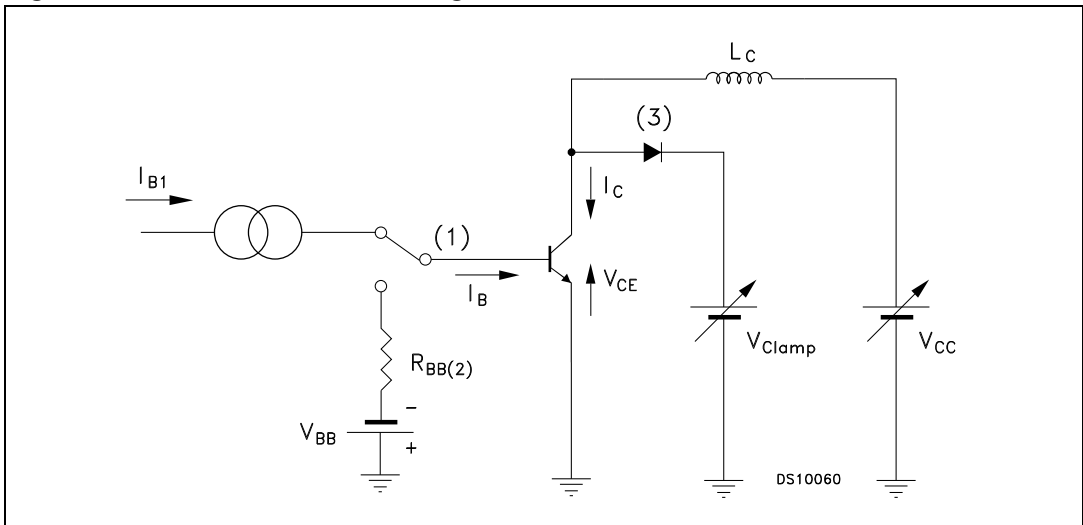 L_C
(3)
I_B1
I_C
(1)
I_B
V_CE
R_BB(2)
V_Clamp
V_CC
V_BB
-
+
DS10060